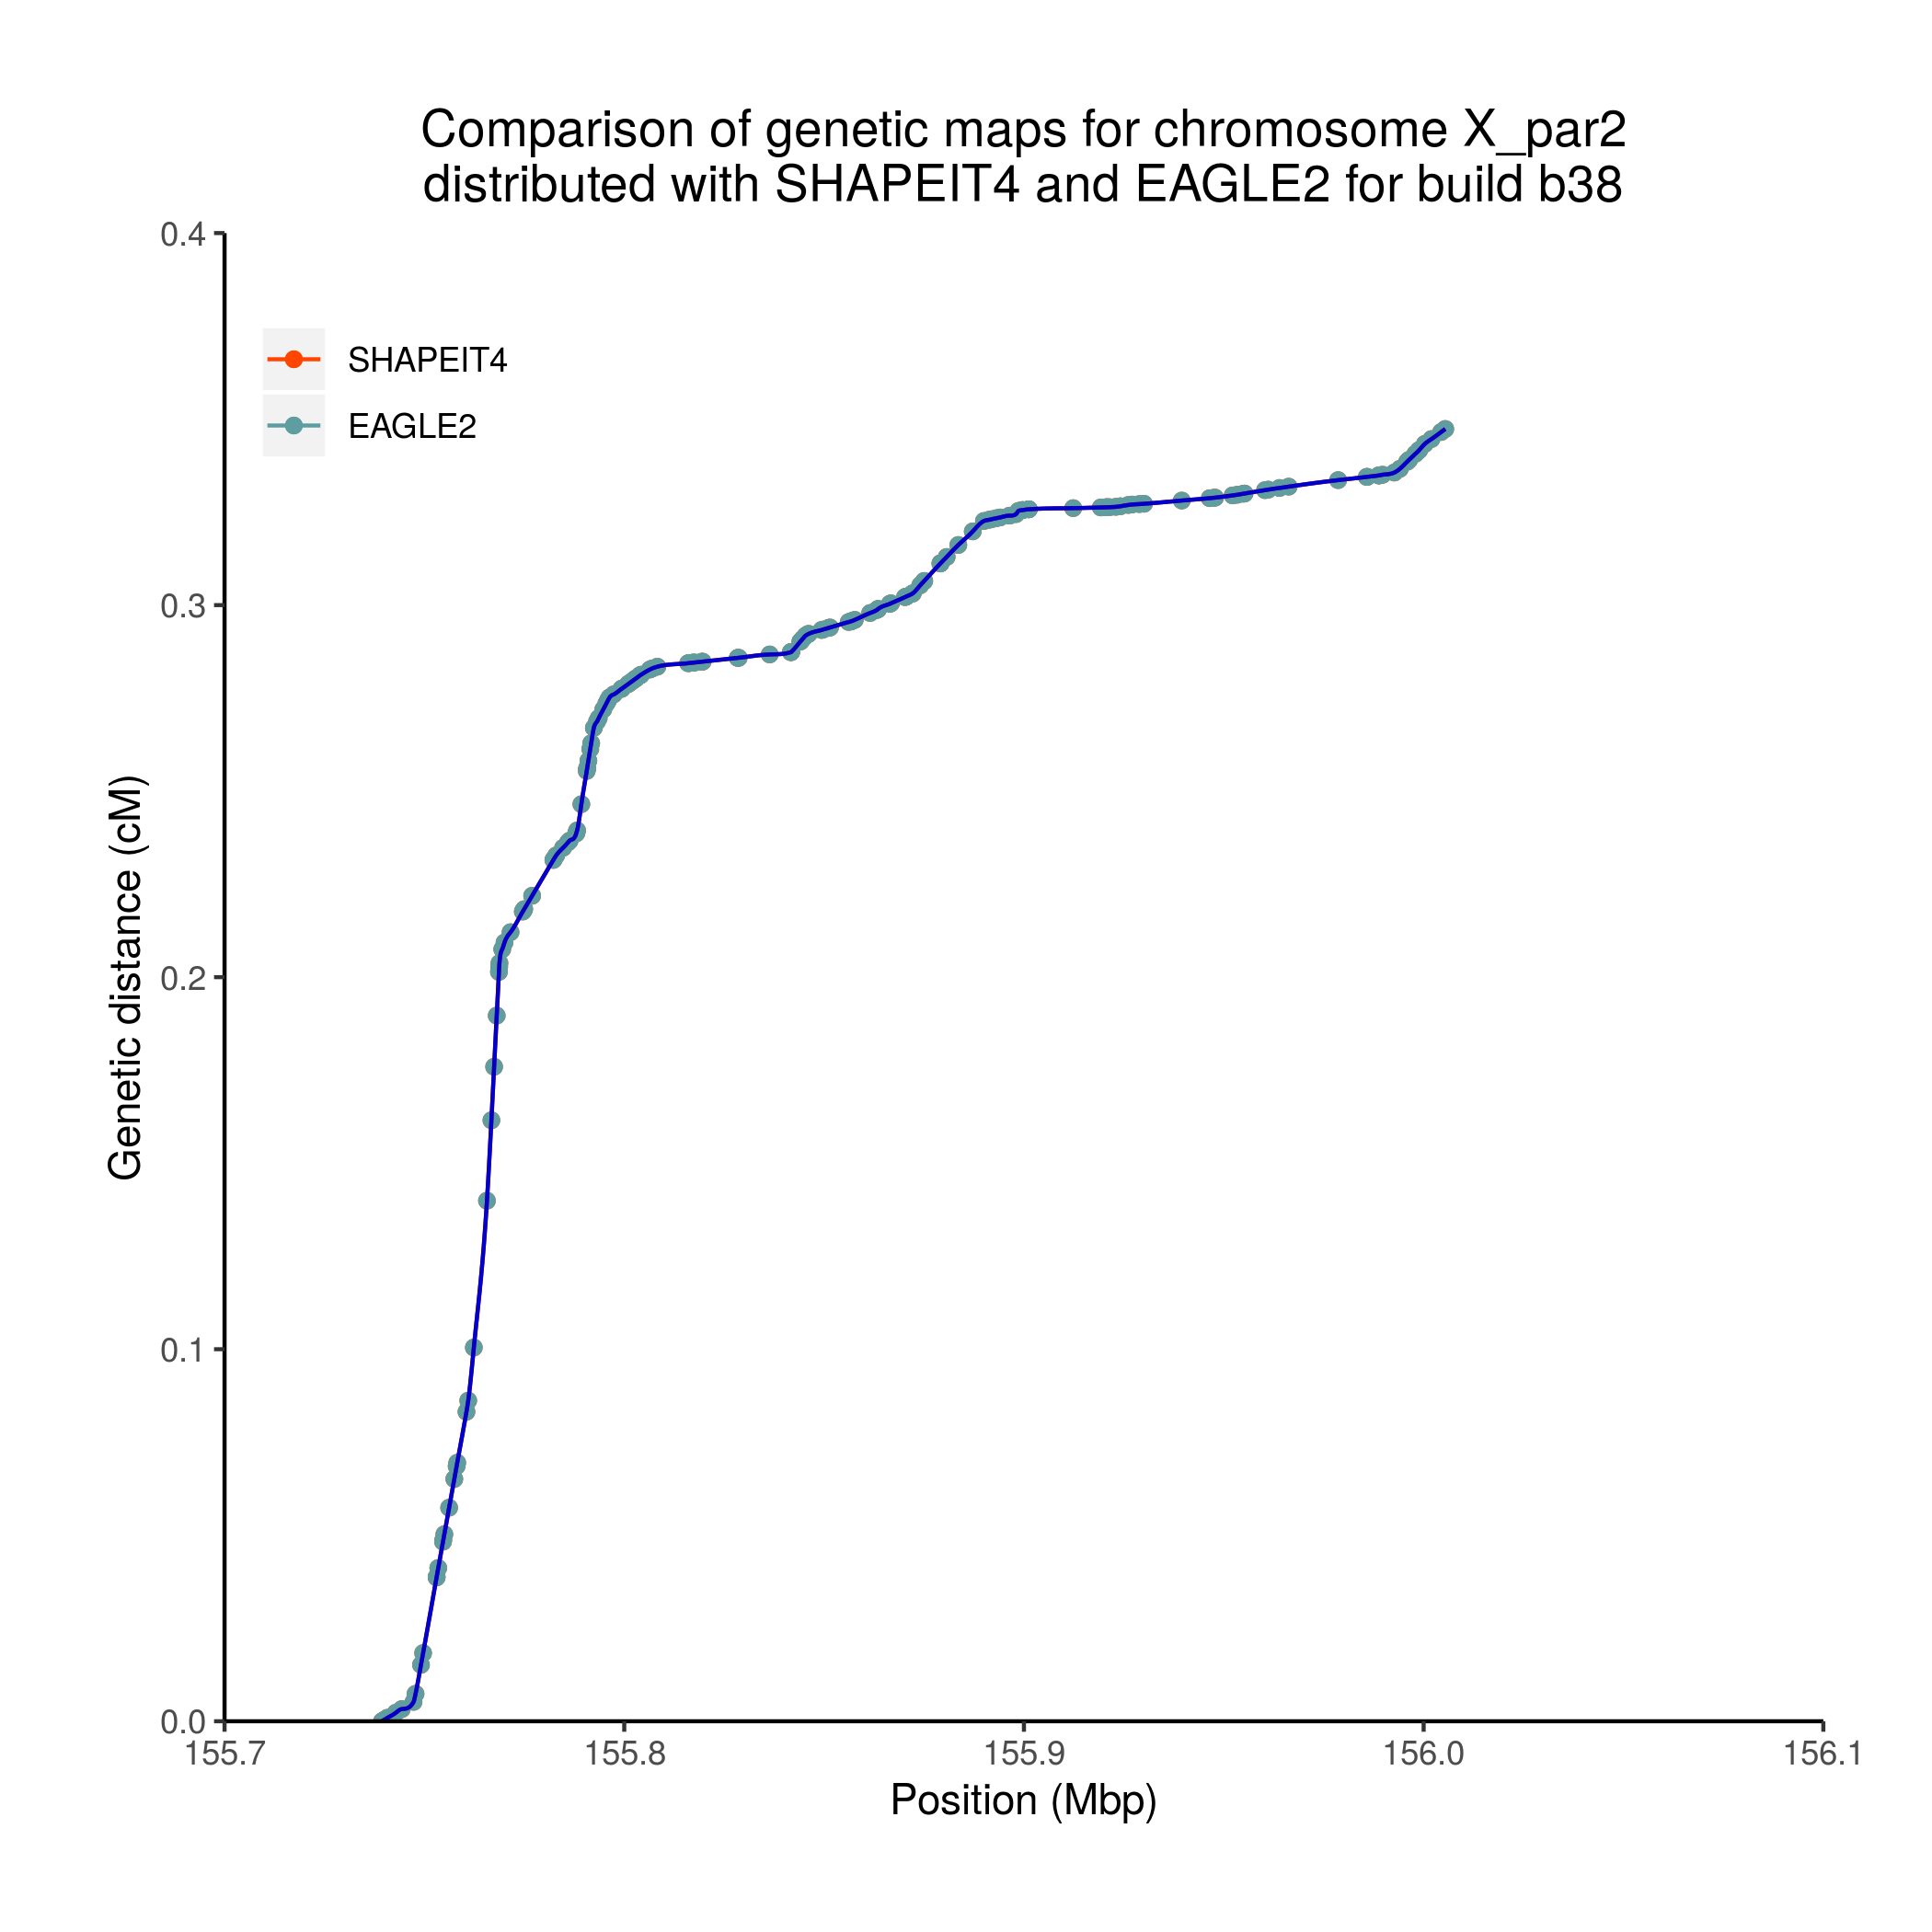 Comparison of genetic maps for chromosome X_par2
distributed with SHAPEIT4 and EAGLE2 for build b38
0.4
SHAPEIT4
EAGLE2
0.3
0.2
0.1
0.0
Genetic distance (cM)
155.7 155.8 155.9 156.0 156.1
Position (Mbp)